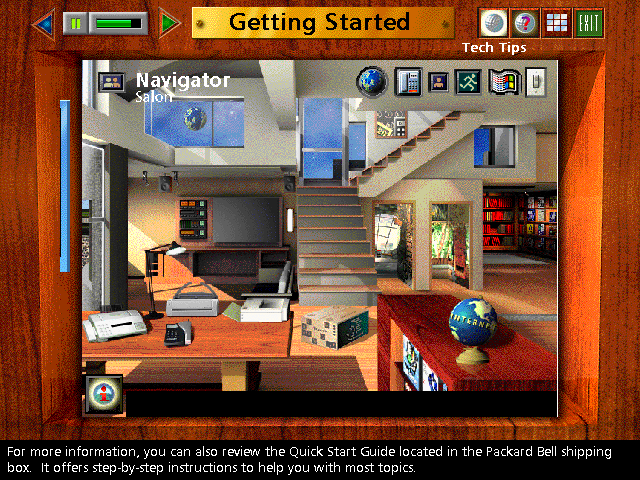 Getting Started
EXIT
Tech Tips
Navigator
Salon
INTERNET
For more information, you can also review the Quick Start Guide located in the Packard Bell shipping
box.  It offers step-by-step instructions to help you with most topics.